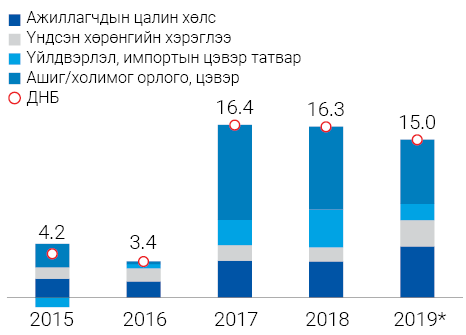 Ажиллагчдын цалин хөлс
Үндсэн хөрөнгийн хэрэглээ
Үйлдвэрлэл, импортын цэвэр татвар
Ашиг/холимог орлого, цэвэр
ДНБ
4.2
3.4
16.4
16.3
15.0
2015
2016
2017
2018
2019*